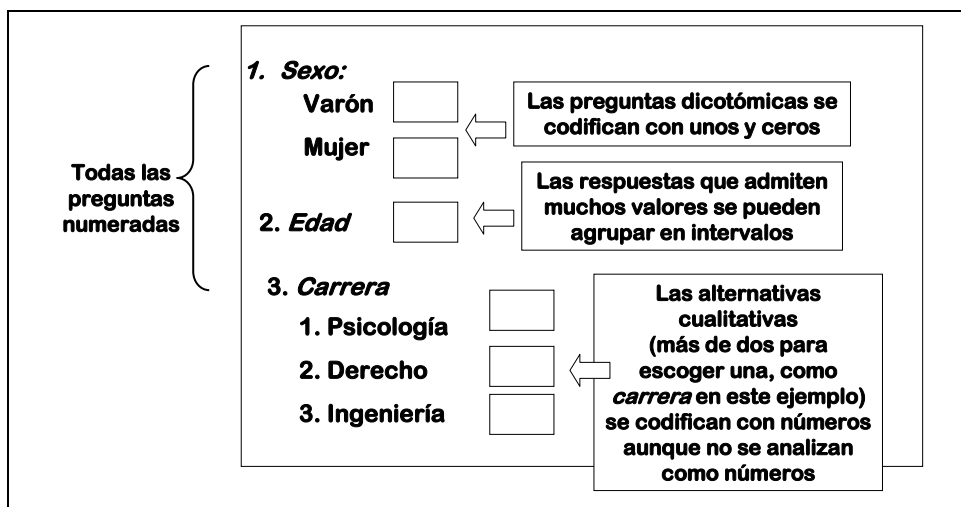 1. Sexo:
Varón
Mujer
Las preguntas dicotómicas se
codifican con unos y ceros
Todas las
preguntas
numeradas
2. Edad
Las respuestas que admiten
muchos valores se pueden
agrupar en intervalos
3. Carrera
1. Psicología
2. Derecho
3. Ingeniería
Las alternativas
cualitativas
(más de dos para
escoger una, como
carrera en este ejemplo)
se codifican con números
aunque no se analizan
como números